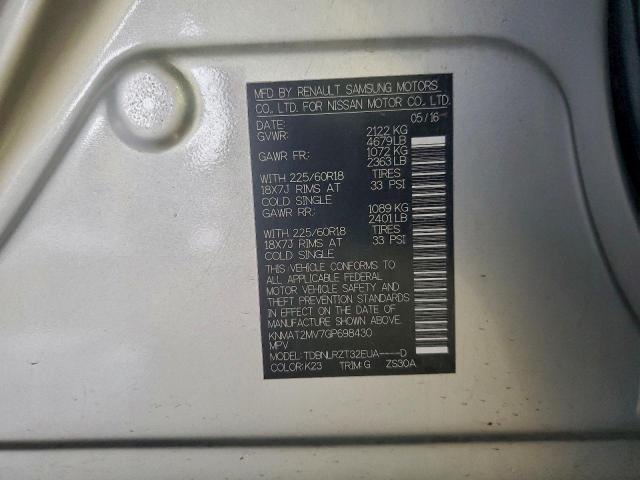 MFD BY RENAULT SAMSUNG MOTORS
CO., LTD. FOR NISSAN MOTOR CO., LTD.
DATE: 05/16
GVWR: 2122 KG
4679 LB
GAWR FR: 1072 KG
2363 LB
WITH 225/60R18 TIRES
18X7J RIMS AT 33 PSI
COLD SINGLE
GAWR RR: 1089 KG
2401 LB
WITH 225/60R18 TIRES
18X7J RIMS AT 33 PSI
COLD SINGLE
THIS VEHICLE CONFORMS TO
ALL APPLICABLE FEDERAL
MOTOR VEHICLE SAFETY AND
THEFT PREVENTION STANDARDS
IN EFFECT ON THE DATE OF
MANUFACTURE SHOWN ABOVE.
KNMAT2MV7GP698430
MPV
MODEL:TDBNLRZT32EUA----D
COLOR:K23 TRIM:G ZS30A